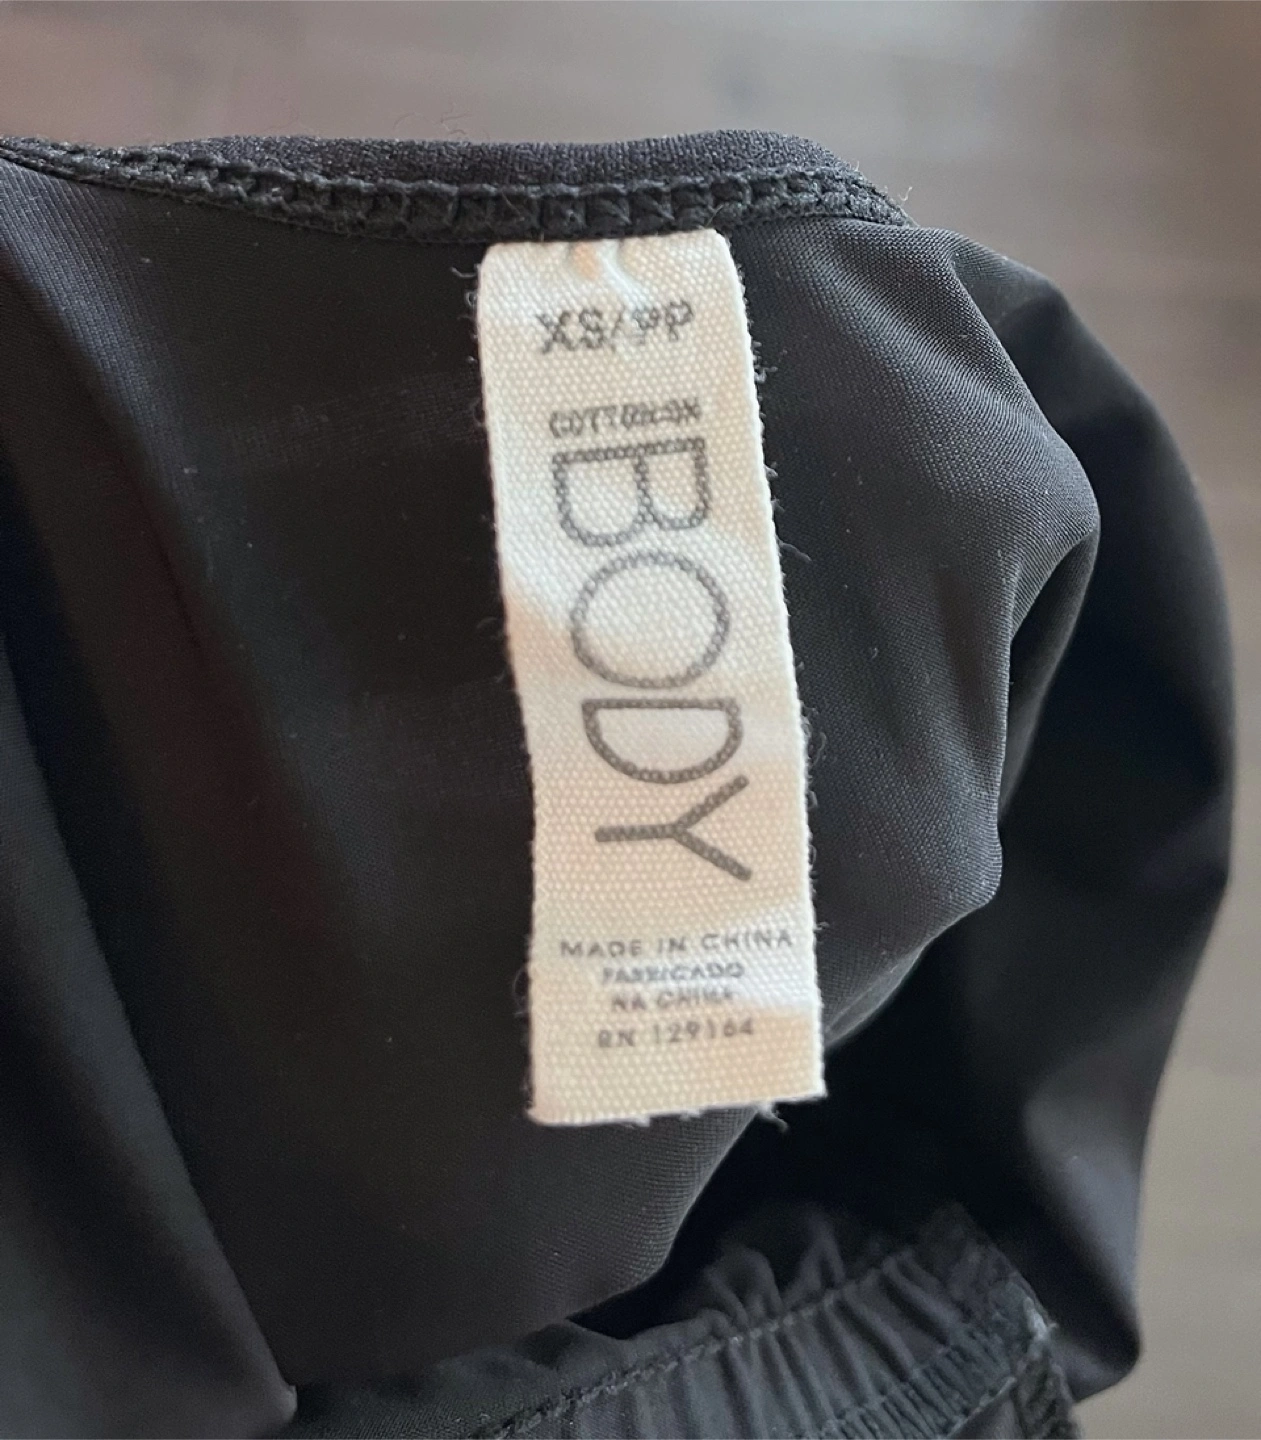 XS/PP
COTTON:ON
BODY
MADE IN CHINA
FABRICADO
NA CHINA
RN 129164